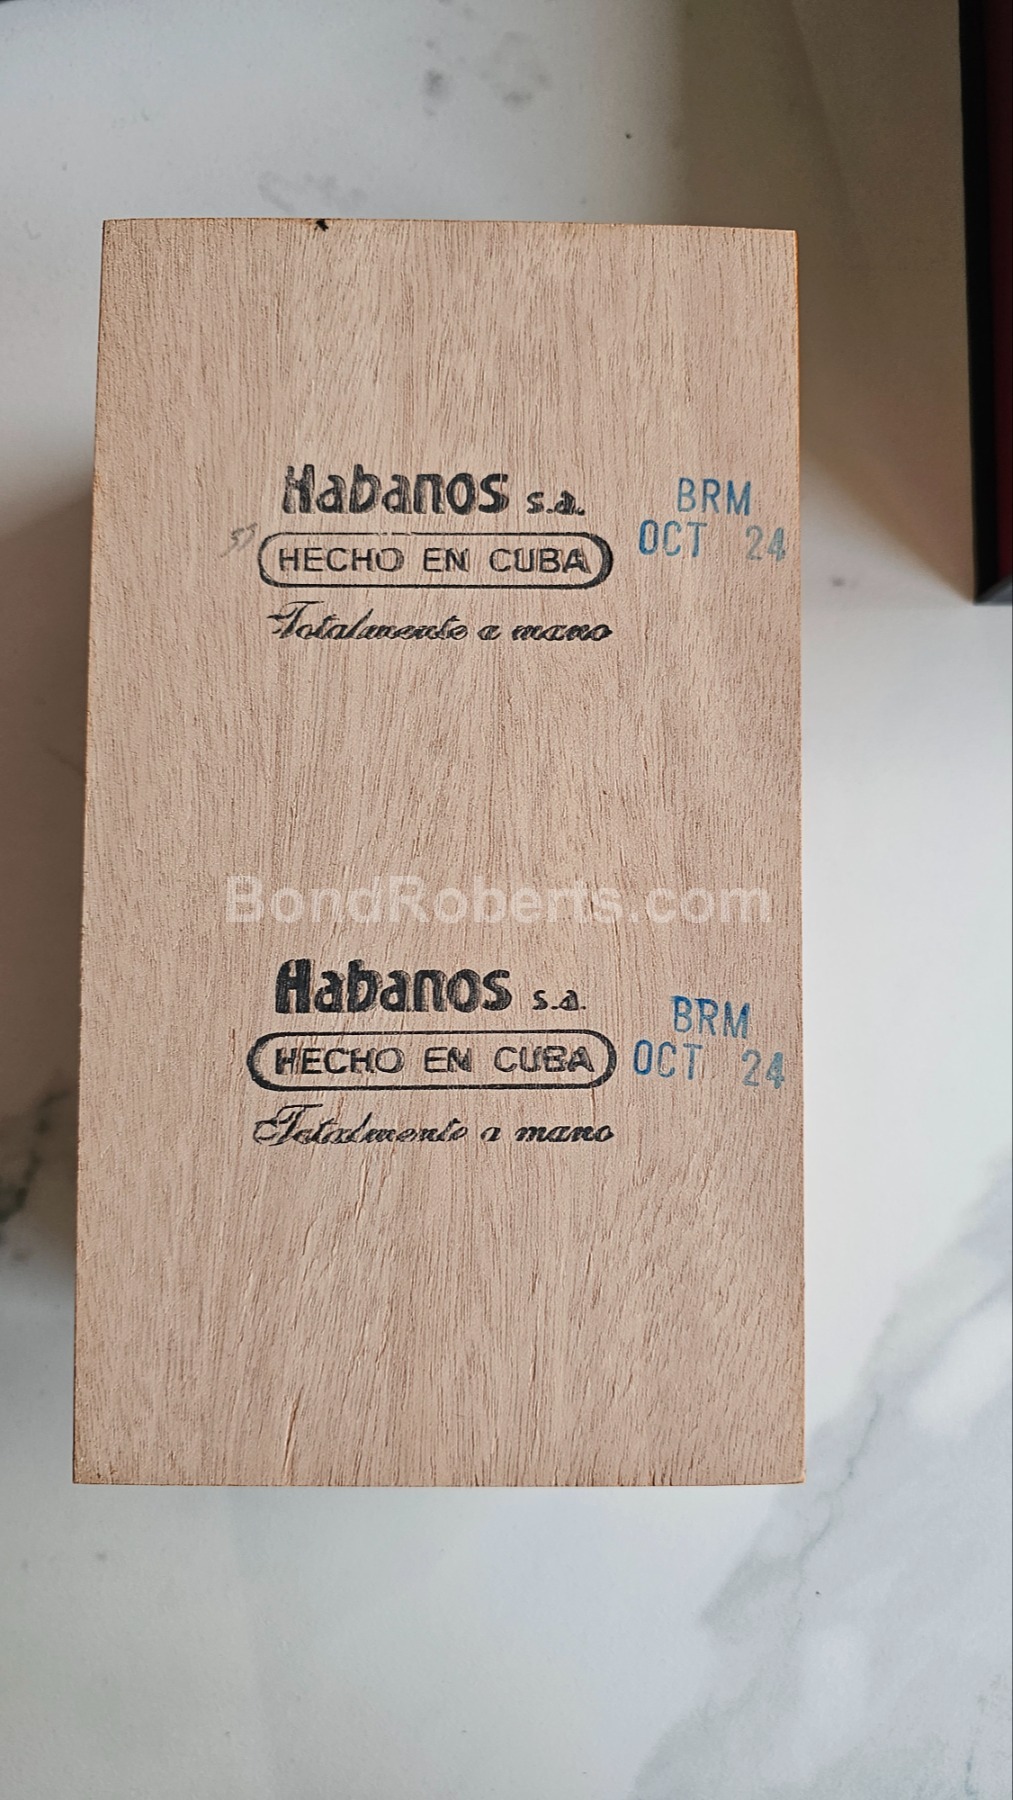 Habanos s.a.
BRM
HECHO EN CUBA
OCT 24
Totalmente a mano
BondRoberts.com
Habanos s.a.
BRM
HECHO EN CUBA
OCT 24
Totalmente a mano